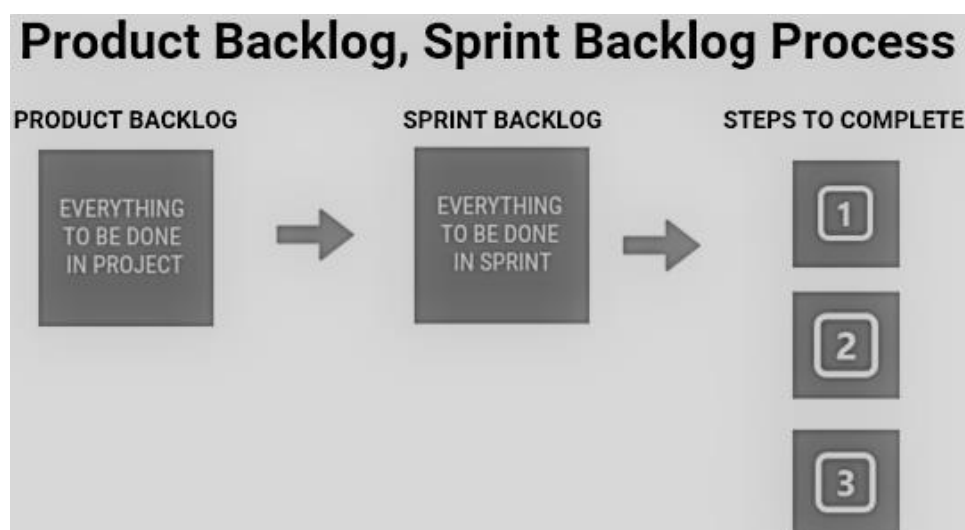 Product Backlog, Sprint Backlog Process
PRODUCT BACKLOG
SPRINT BACKLOG
STEPS TO COMPLETE
EVERYTHING
TO BE DONE
IN PROJECT
EVERYTHING
TO BE DONE
IN SPRINT
1
2
3